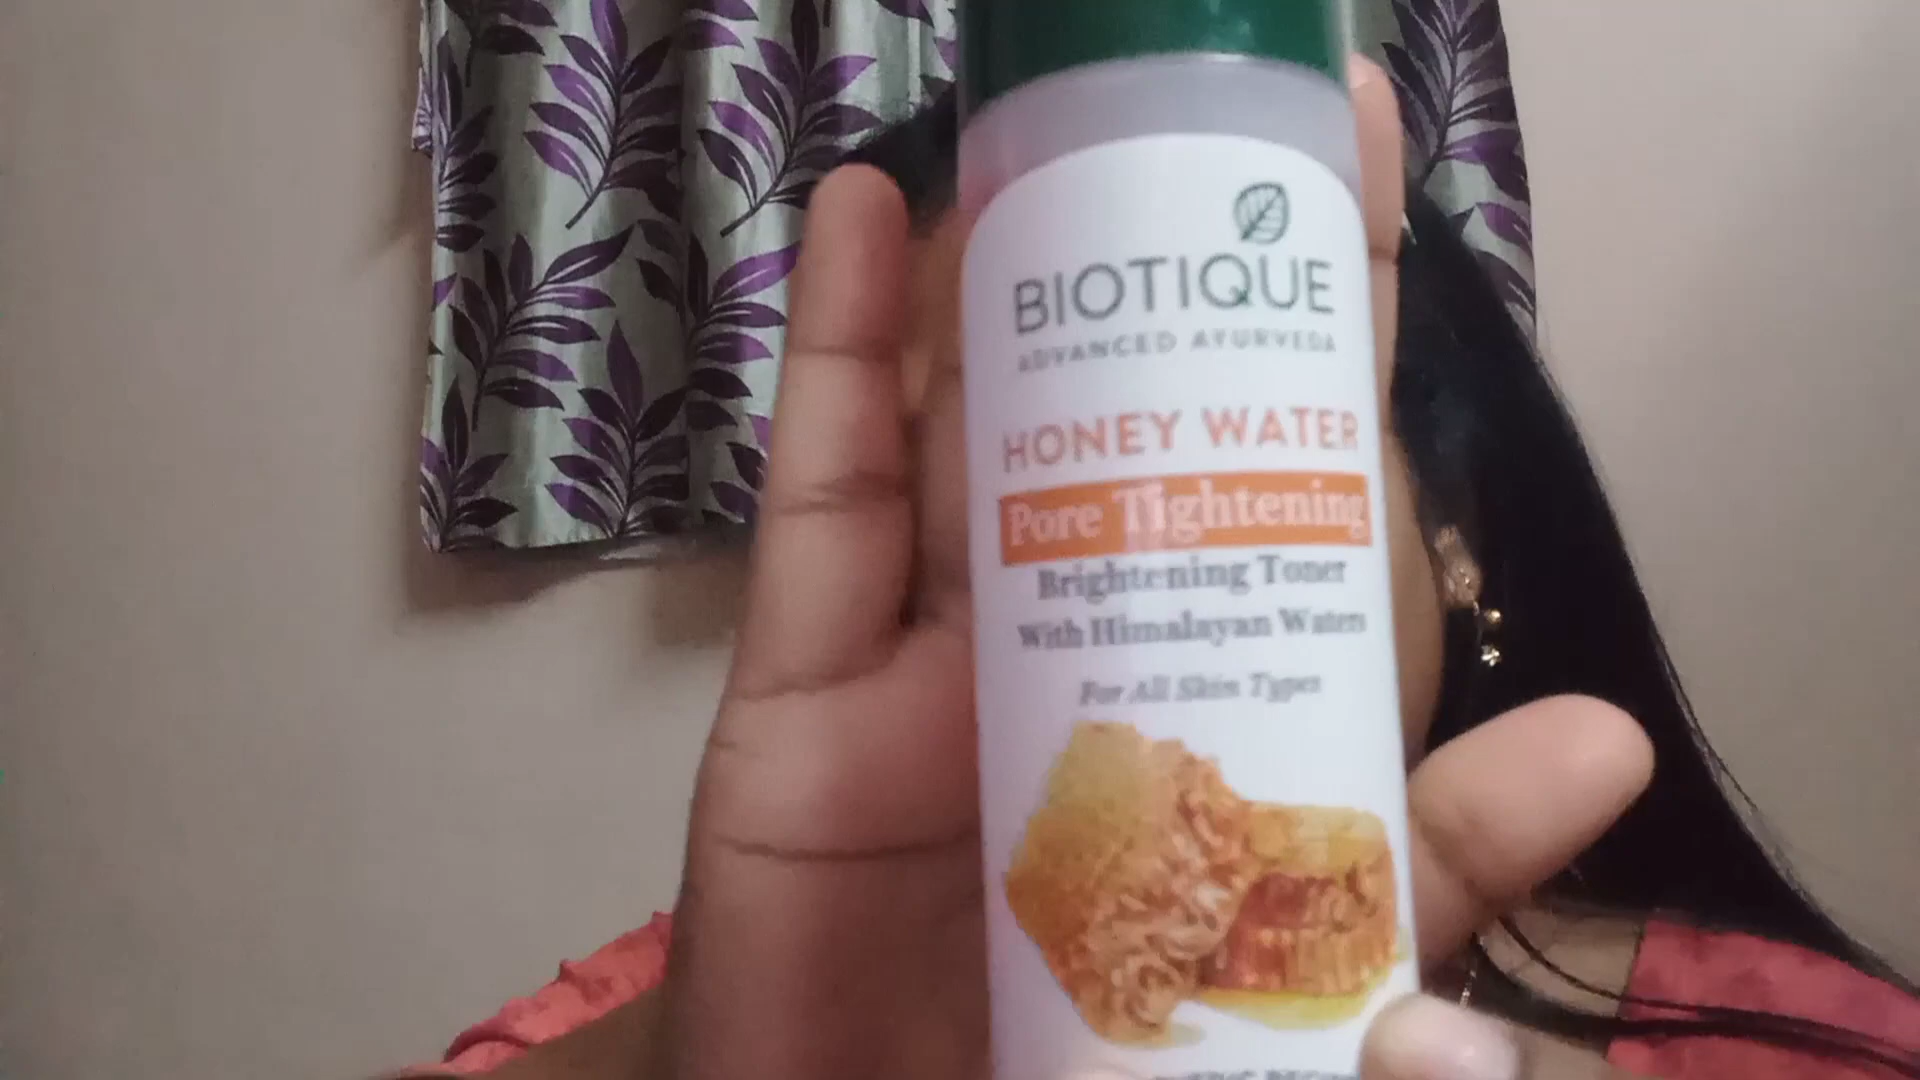 BIOTIQUE
ADVANCED AYURVEDA
HONEY WATER
Pore Tightening
Brightening Toner
With Himalayan Waters
For All Skin Types